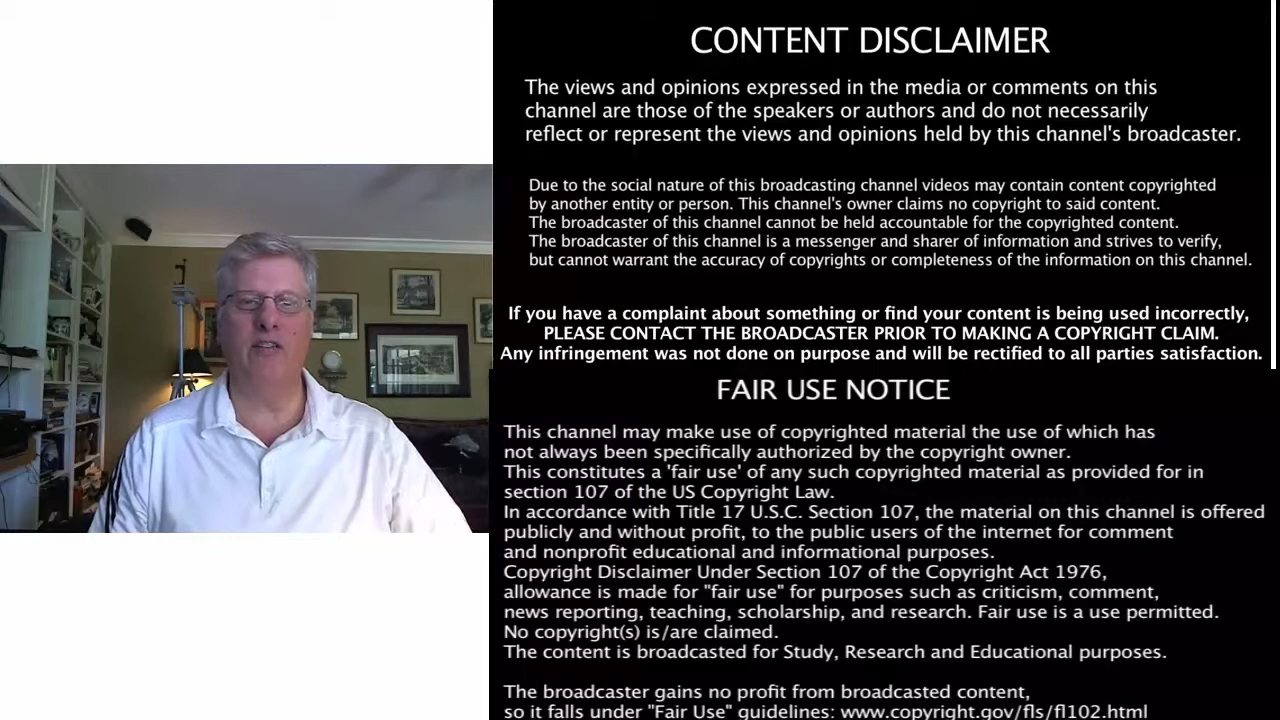 CONTENT DISCLAIMER
The views and opinions expressed in the media or comments on this
channel are those of the speakers or authors and do not necessarily
reflect or represent the views and opinions held by this channel's broadcaster.
Due to the social nature of this broadcasting channel videos may contain content copyrighted
by another entity or person. This channel's owner claims no copyright to said content.
The broadcaster of this channel cannot be held accountable for the copyrighted content.
The broadcaster of this channel is a messenger and sharer of information and strives to verify,
but cannot warrant the accuracy of copyrights or completeness of the information on this channel.
If you have a complaint about something or find your content is being used incorrectly,
PLEASE CONTACT THE BROADCASTER PRIOR TO MAKING A COPYRIGHT CLAIM.
Any infringement was not done on purpose and will be rectified to all parties satisfaction.
FAIR USE NOTICE
This channel may make use of copyrighted material the use of which has
not always been specifically authorized by the copyright owner.
This constitutes a 'fair use' of any such copyrighted material as provided for in
section 107 of the US Copyright Law.
In accordance with Title 17 U.S.C. Section 107, the material on this channel is offered
publicly and without profit, to the public users of the internet for comment
and nonprofit educational and informational purposes.
Copyright Disclaimer Under Section 107 of the Copyright Act 1976,
allowance is made for "fair use" for purposes such as criticism, comment,
news reporting, teaching, scholarship, and research. Fair use is a use permitted.
No copyright(s) is/are claimed.
The content is broadcasted for Study, Research and Educational purposes.
The broadcaster gains no profit from broadcasted content,
so it falls under "Fair Use" guidelines: www.copyright.gov/fls/fl102.html